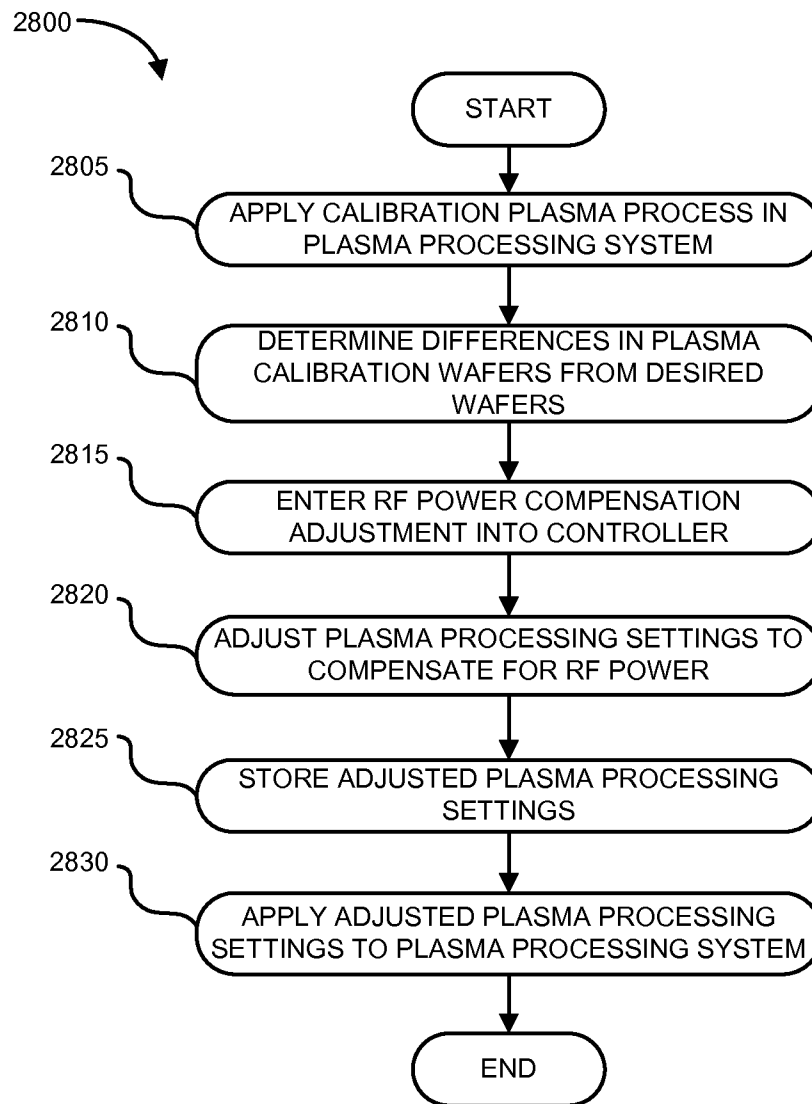 2800
START
2805
APPLY CALIBRATION PLASMA PROCESS IN
PLASMA PROCESSING SYSTEM
2810
DETERMINE DIFFERENCES IN PLASMA
CALIBRATION WAFERS FROM DESIRED
WAFERS
2815
ENTER RF POWER COMPENSATION
ADJUSTMENT INTO CONTROLLER
2820
ADJUST PLASMA PROCESSING SETTINGS TO
COMPENSATE FOR RF POWER
2825
STORE ADJUSTED PLASMA PROCESSING
SETTINGS
2830
APPLY ADJUSTED PLASMA PROCESSING
SETTINGS TO PLASMA PROCESSING SYSTEM
END